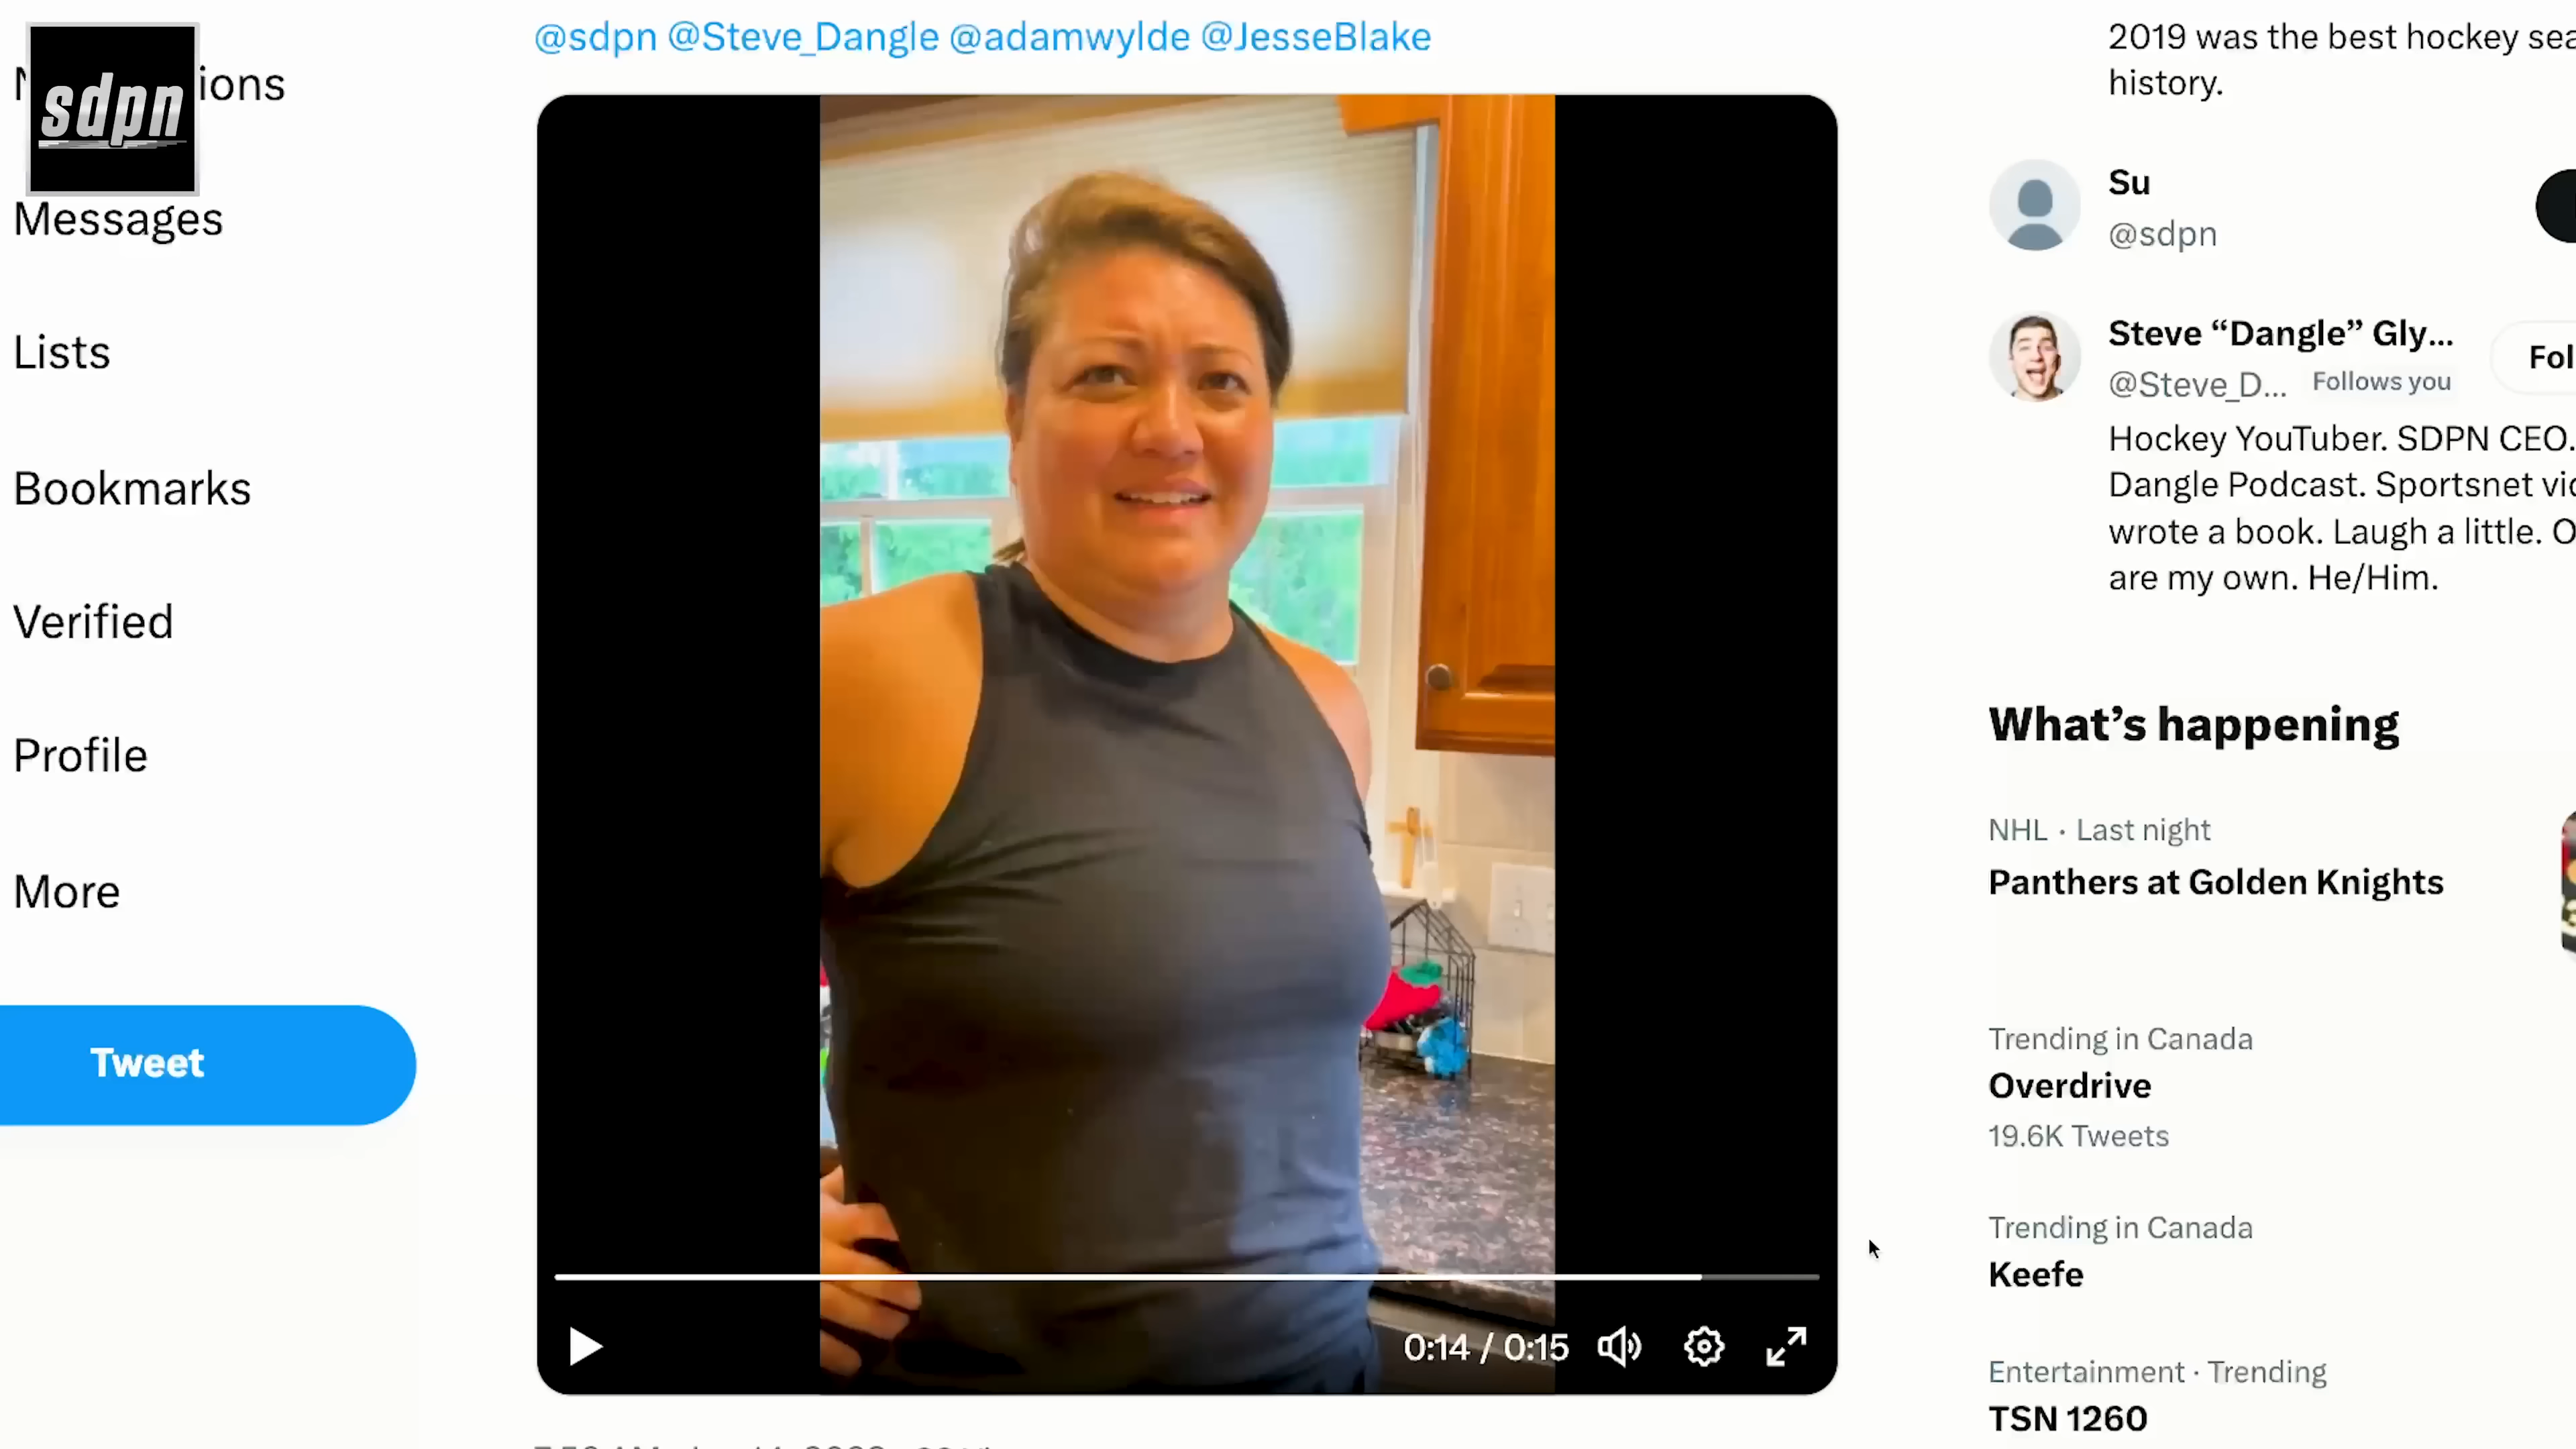 @sdpn @Steve_Dangle @adamwylde @JesseBlake
sdpn
ions
Messages
Lists
Bookmarks
Verified
Profile
More
Tweet
0:14 / 0:15
2019 was the best hockey sea
history.
Su
@sdpn
Steve “Dangle” Gly...
@Steve_D... Follows you
Fol
Hockey YouTuber. SDPN CEO.
Dangle Podcast. Sportsnet vid
wrote a book. Laugh a little. O
are my own. He/Him.
What’s happening
NHL · Last night
Panthers at Golden Knights
Trending in Canada
Overdrive
19.6K Tweets
Trending in Canada
Keefe
Entertainment · Trending
TSN 1260